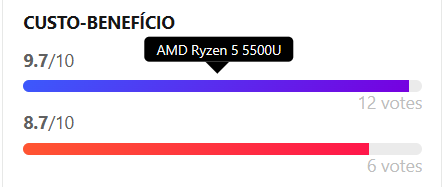 CUSTO-BENEFÍCIO
AMD Ryzen 5 5500U
9.7/10
12 votes
8.7/10
6 votes